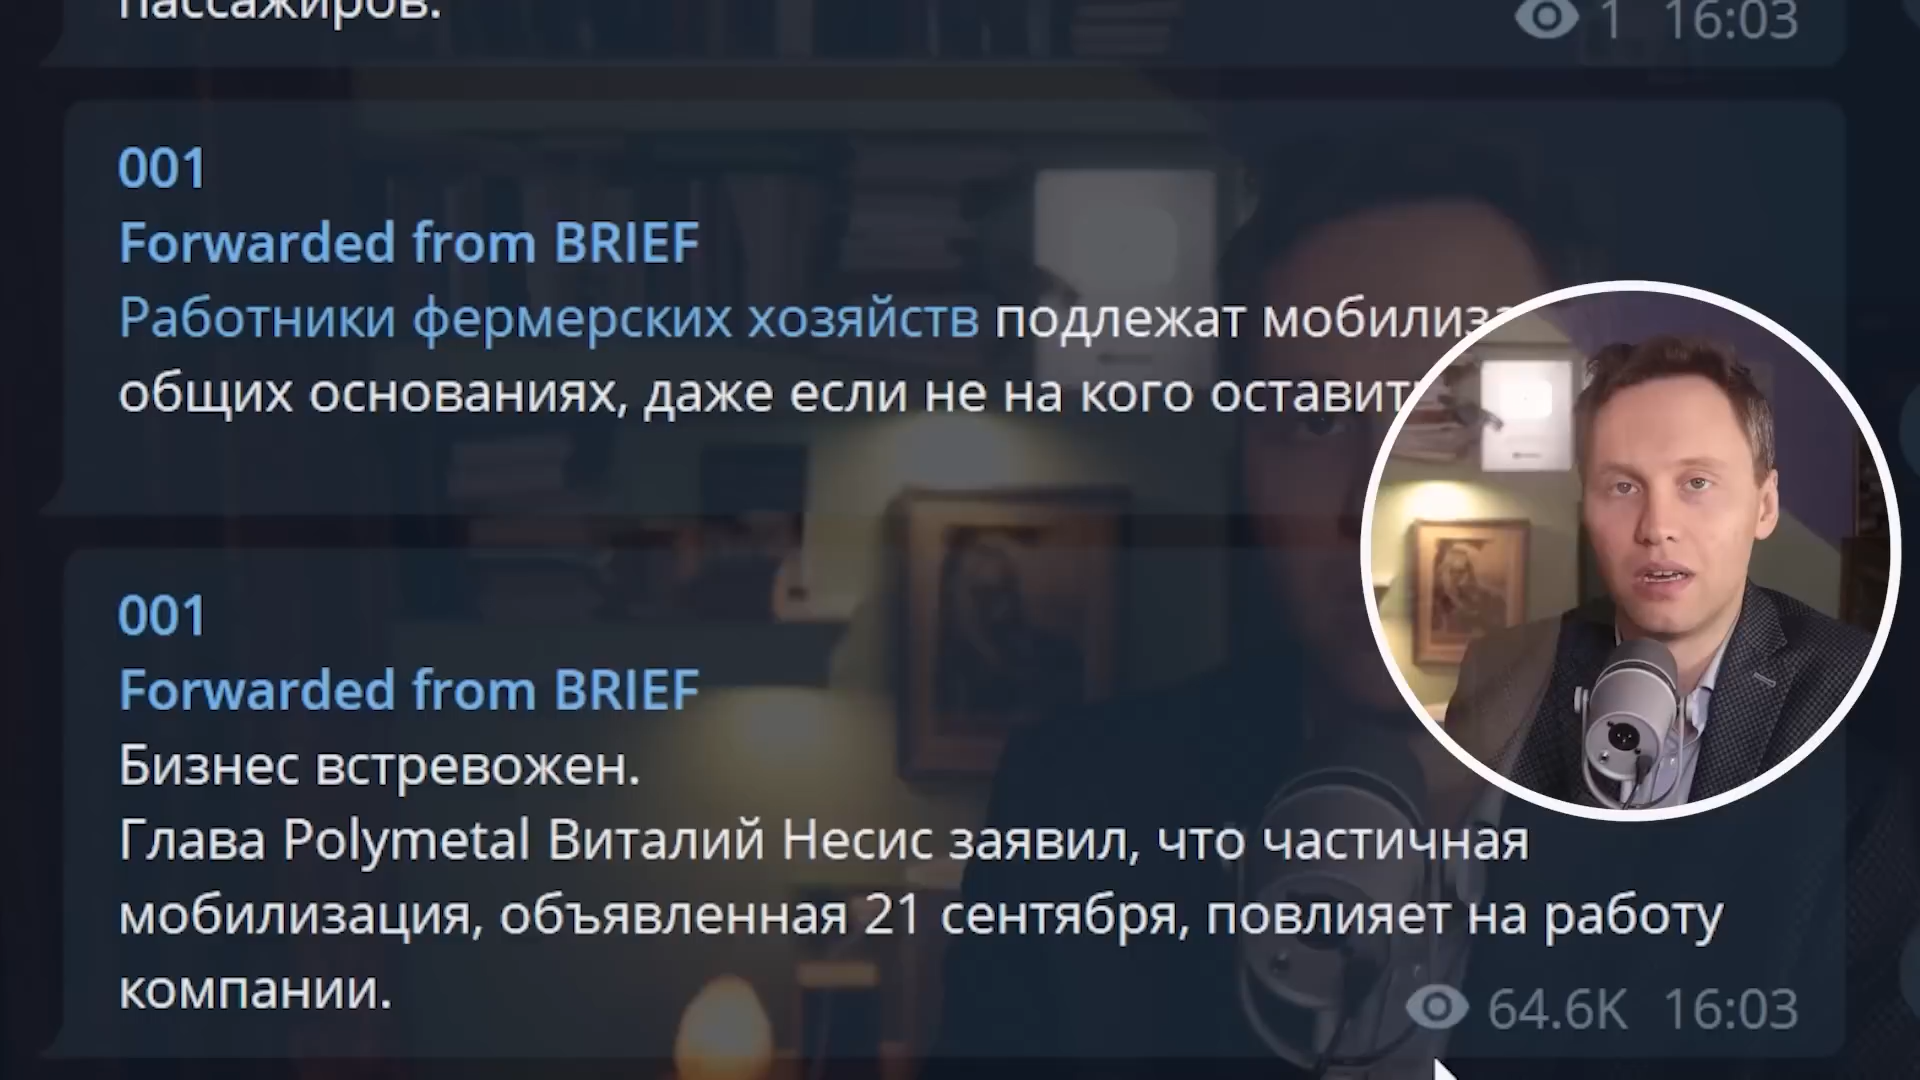 пассажиров.
1 16:03
001
Forwarded from BRIEF
Работники фермерских хозяйств подлежат
общих основаниях, даже если не на кого
001
Forwarded from BRIEF
Бизнес встревожен.
Глава Polymetal Виталий Несис заявил, что частичная
мобилизация, объявленная 21 сентября, повлияет на работу
компании.
64.6K 16:03